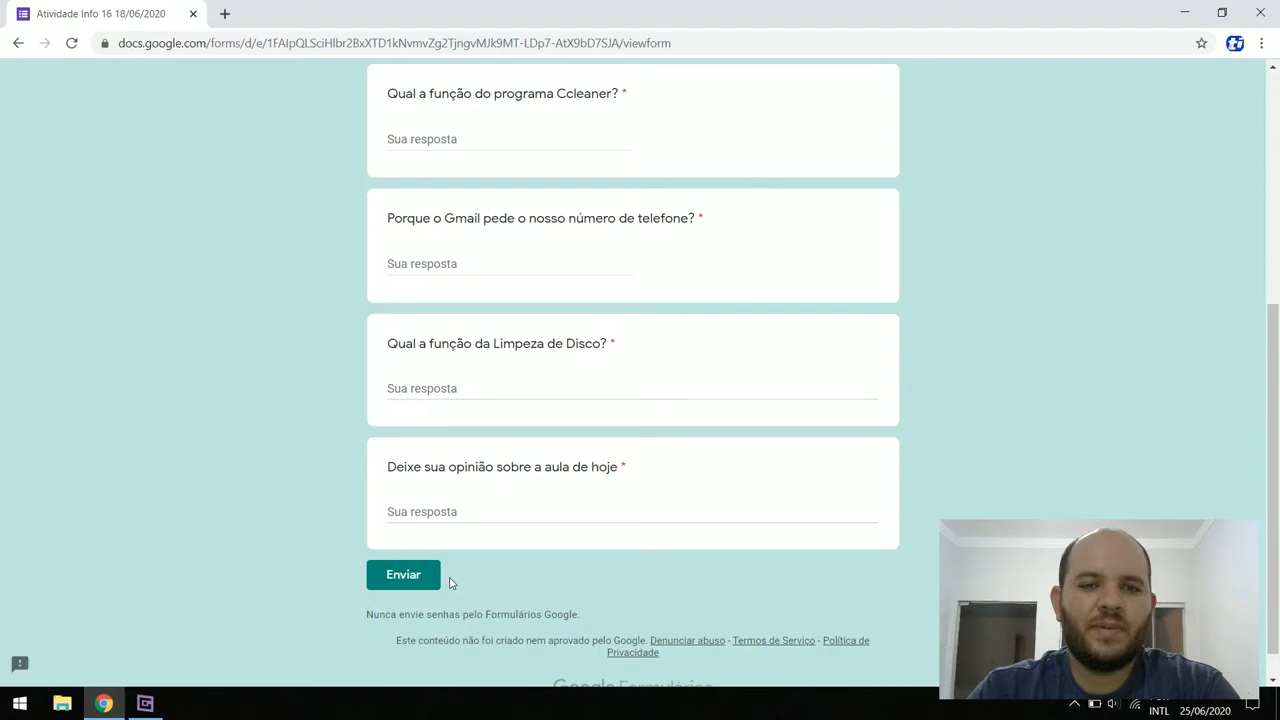 Atividade Info 16 18/06/2020
docs.google.com/forms/d/e/1FAIpQLSciHlbr2BxXTD1kNvmvZg2TjngvMJk9MT-LDp7-AtX9bD7SJA/viewform
Qual a função do programa Ccleaner? *
Sua resposta
Porque o Gmail pede o nosso número de telefone? *
Sua resposta
Qual a função da Limpeza de Disco? *
Sua resposta
Deixe sua opinião sobre a aula de hoje *
Sua resposta
Enviar
Nunca envie senhas pelo Formulários Google.
Este conteúdo não foi criado nem aprovado pelo Google. Denunciar abuso - Termos de Serviço - Política de
Privacidade
Google Formulários
INTL 25/06/2020